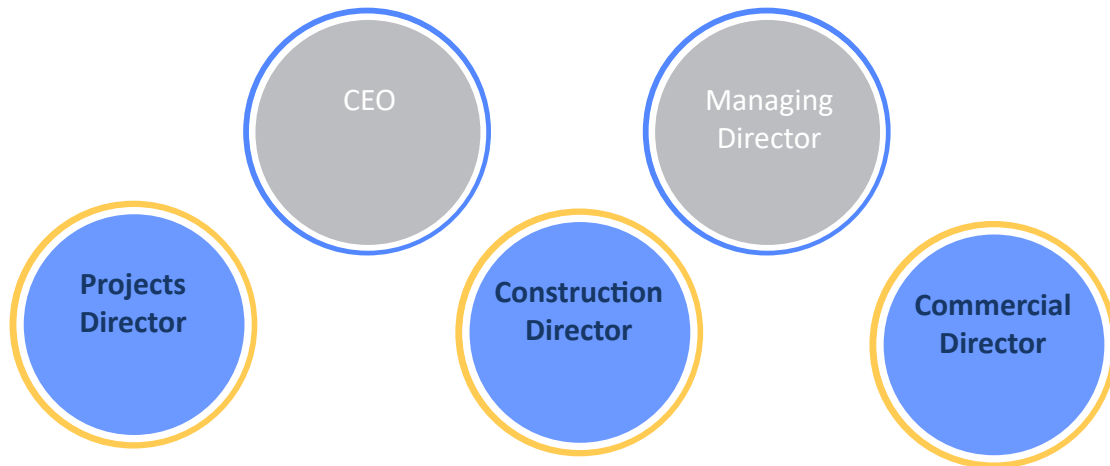 CEO
Managing
Director
Projects
Director
Construction
Director
Commercial
Director